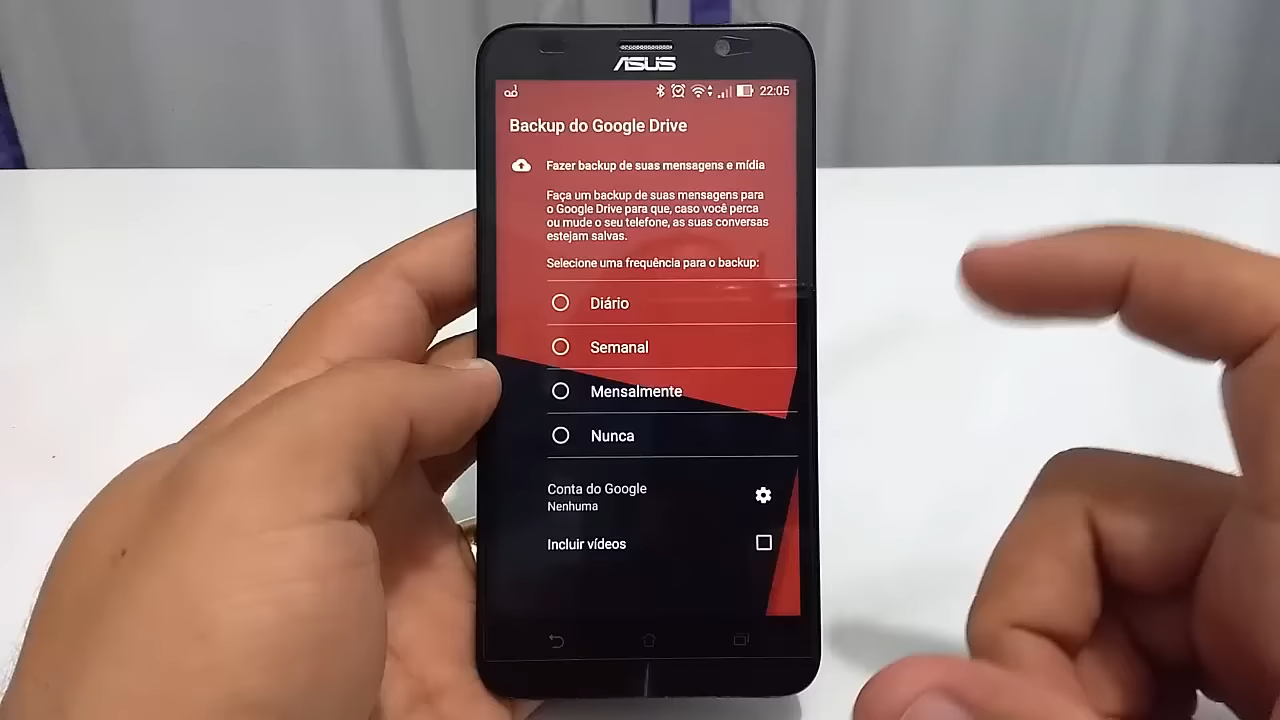 ASUS
22:05
Backup do Google Drive
Fazer backup de suas mensagens e mídia
Faça um backup de suas mensagens para
o Google Drive para que, caso você perca
ou mude o seu telefone, as suas conversas
estejam salvas.
Selecione uma frequência para o backup:
Diário
Semanal
Mensalmente
Nunca
Conta do Google
Nenhuma
Incluir vídeos